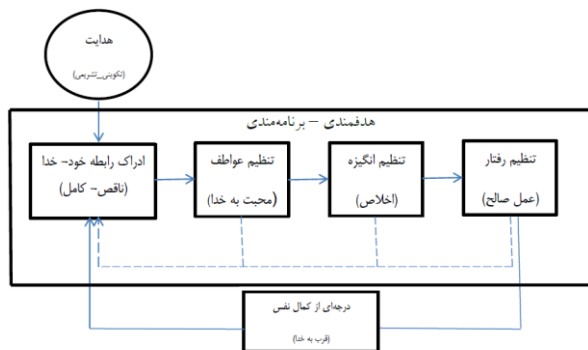 هدایت
(تکوینی_تشریعی)
هدفمندی – برنامه‌مندی
ادراک رابطه خود- خدا
(ناقص- کامل)
تنظیم عواطف
(محبت به خدا)
تنظیم انگیزه
(اخلاص)
تنظیم رفتار
(عمل صالح)
درجه‌ای از کمال نفس
(قرب به خدا)